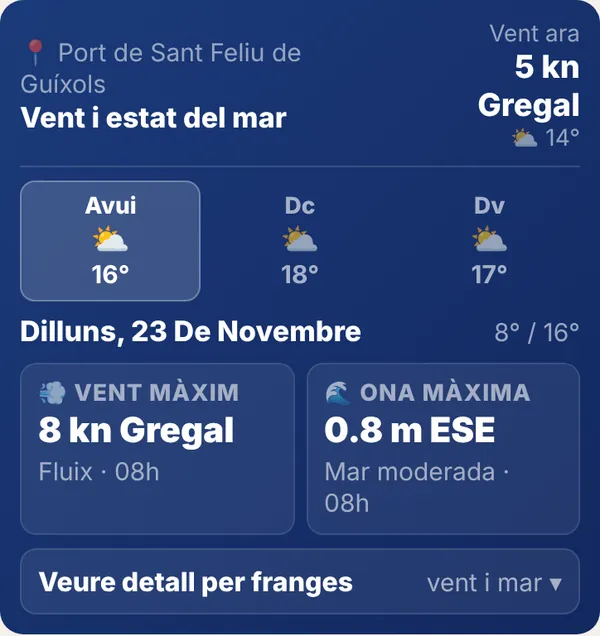 📍 Port de Sant Feliu de
Guíxols
Vent i estat del mar
Vent ara
5 kn
Gregal
⛅ 14°
Avui
Dc
Dv
16°
18°
17°
Dilluns, 23 De Novembre
8° / 16°
💨 VENT MÀXIM
8 kn Gregal
Fluix · 08h
🌊 ONA MÀXIMA
0.8 m ESE
Mar moderada ·
08h
Veure detall per franges
vent i mar ▾